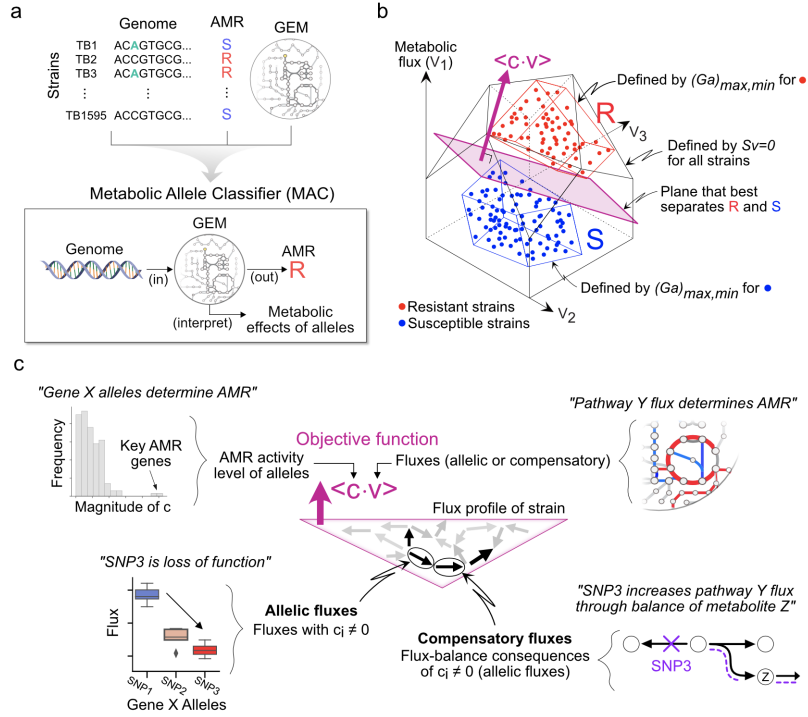 a
Genome
AMR
GEM
Strains
TB1 ACAGTGCG... S
TB2 ACCGTGCG... R
TB3 ACAGTGCG... R
⋮ ⋮ ⋮
TB1595 ACCGTGCG... S
Metabolic Allele Classifier (MAC)
GEM
Genome
AMR
(in)
(out)
R
(interpret)
Metabolic
effects of alleles
b
Metabolic
flux (V1)
<c·v>
Defined by (Ga)max,min for
R
V3
Defined by Sv=0
for all strains
Plane that best
separates R and S
S
Defined by (Ga)max,min for
V2
Resistant strains
Susceptible strains
c
"Gene X alleles determine AMR"
Frequency
Key AMR
genes
Magnitude of c
AMR activity
level of alleles
Objective function
<c·v>
Fluxes (allelic or compensatory)
"Pathway Y flux determines AMR"
Flux profile of strain
"SNP3 is loss of function"
Flux
SNP1
SNP2
SNP3
Gene X Alleles
Allelic fluxes
Fluxes with ci ≠ 0
Compensatory fluxes
Flux-balance consequences
of ci ≠ 0 (allelic fluxes)
"SNP3 increases pathway Y flux
through balance of metabolite Z"
SNP3
Z